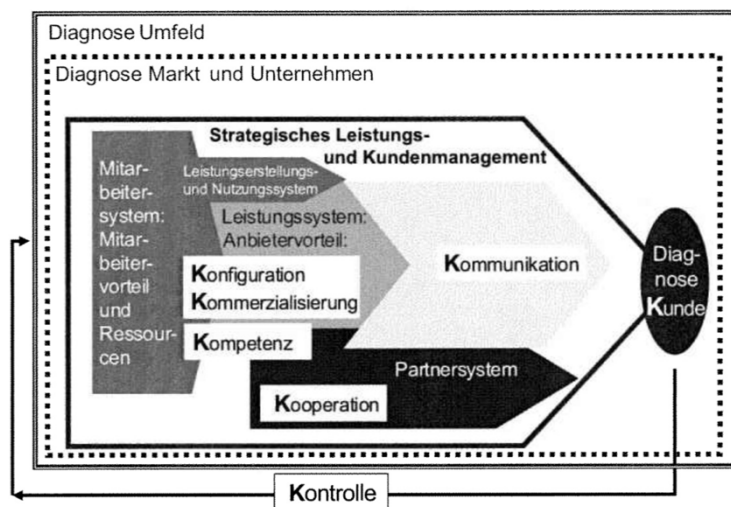 Diagnose Umfeld
Diagnose Markt und Unternehmen
Strategisches Leistungs-
und Kundenmanagement
Mitar-
beiter-
system:
Mitar-
beiter-
vorteil
und
Ressour-
cen
Leistungserstellungs-
und Nutzungssystem
Leistungssystem:
Anbietervorteil:
Konfiguration
Kommerzialisierung
Kompetenz
Kommunikation
Partnersystem
Kooperation
Diag-
nose
Kunde
Kontrolle